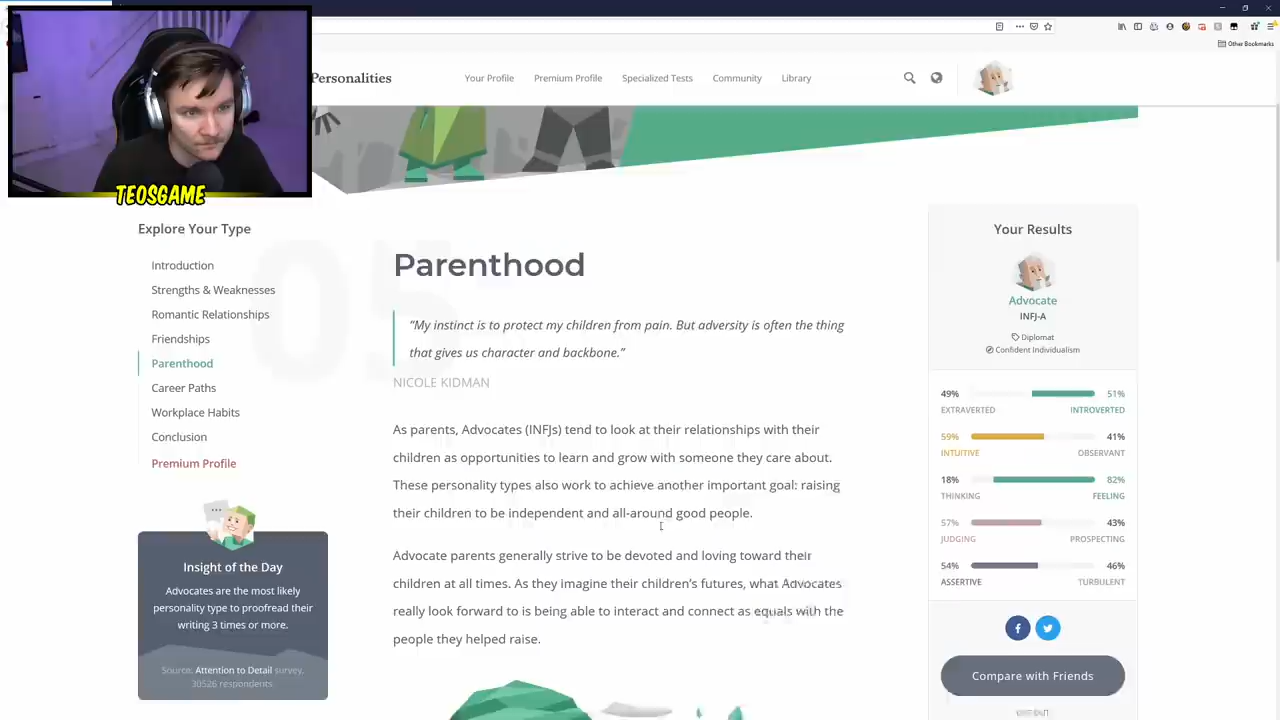 Other Bookmarks
Personalities
Your Profile
Premium Profile
Specialized Tests
Community
Library
TEOSGAME
Explore Your Type
Introduction
Strengths & Weaknesses
Romantic Relationships
Friendships
Parenthood
Career Paths
Workplace Habits
Conclusion
Premium Profile
Insight of the Day
Advocates are the most likely
personality type to proofread their
writing 3 times or more.
Source: Attention to Detail survey,
30526 respondents.
05
Parenthood
“My instinct is to protect my children from pain. But adversity is often the thing
that gives us character and backbone.”
NICOLE KIDMAN
As parents, Advocates (INFJs) tend to look at their relationships with their
children as opportunities to learn and grow with someone they care about.
These personality types also work to achieve another important goal: raising
their children to be independent and all-around good people.
Advocate parents generally strive to be devoted and loving toward their
children at all times. As they imagine their children’s futures, what Advocates
really look forward to is being able to interact and connect as equals with the
people they helped raise.
Your Results
Advocate
INFJ-A
Diplomat
Confident Individualism
49% 51%
EXTRAVERTED INTROVERTED
59% 41%
INTUITIVE OBSERVANT
18% 82%
THINKING FEELING
57% 43%
JUDGING PROSPECTING
54% 46%
ASSERTIVE TURBULENT
Compare with Friends